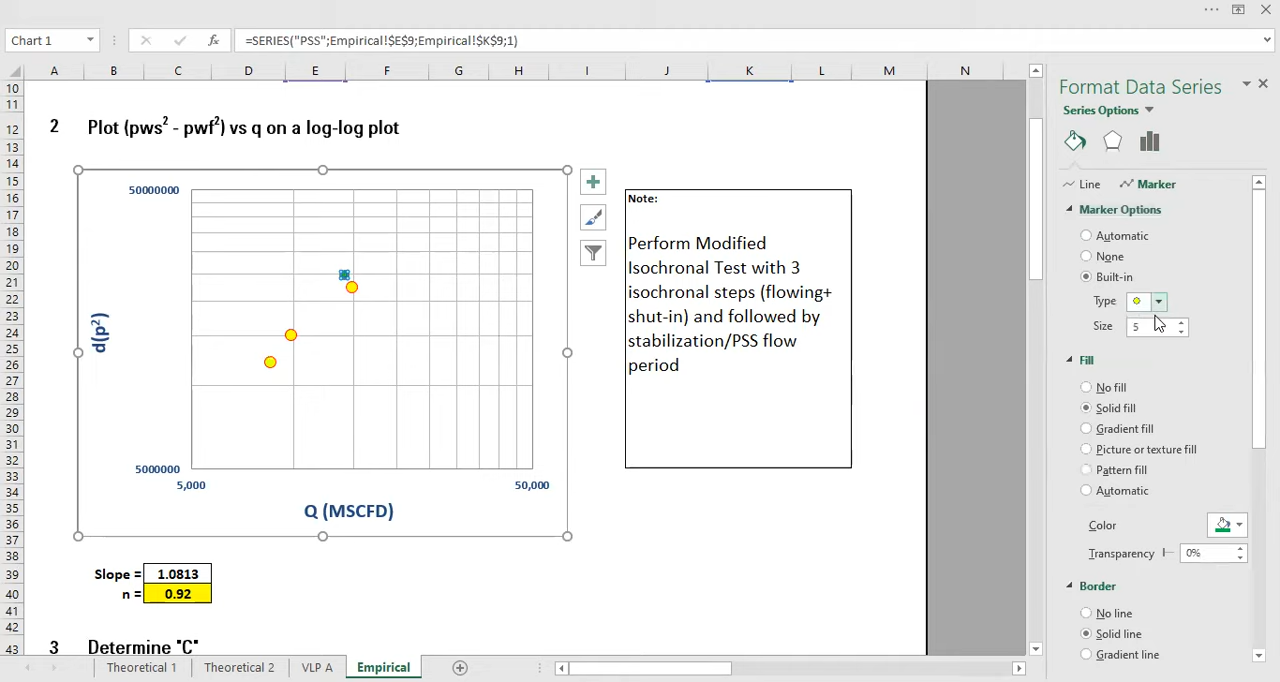 Chart 1
fx
=SERIES("PSS";Empirical!$E$9;Empirical!$K$9;1)
Format Data Series
Series Options
A B C D E F G H I J K L M N
10
11
12
13
14
15
16
17
18
19
20
21
22
23
24
25
26
27
28
29
30
31
32
33
34
35
36
37
38
39
40
41
42
43
2 Plot (pws² - pwf²) vs q on a log-log plot
50000000
5000000
d(p²)
5,000
50,000
Q (MSCFD)
Note:
Perform Modified
Isochronal Test with 3
isochronal steps (flowing+
shut-in) and followed by
stabilization/PSS flow
period
Slope = 1.0813
n = 0.92
3 Determine "C"
Line Marker
Marker Options
Automatic
None
Built-in
Type
Size 5
Fill
No fill
Solid fill
Gradient fill
Picture or texture fill
Pattern fill
Automatic
Color
Transparency 0%
Border
No line
Solid line
Gradient line
Theoretical 1 Theoretical 2 VLP A Empirical